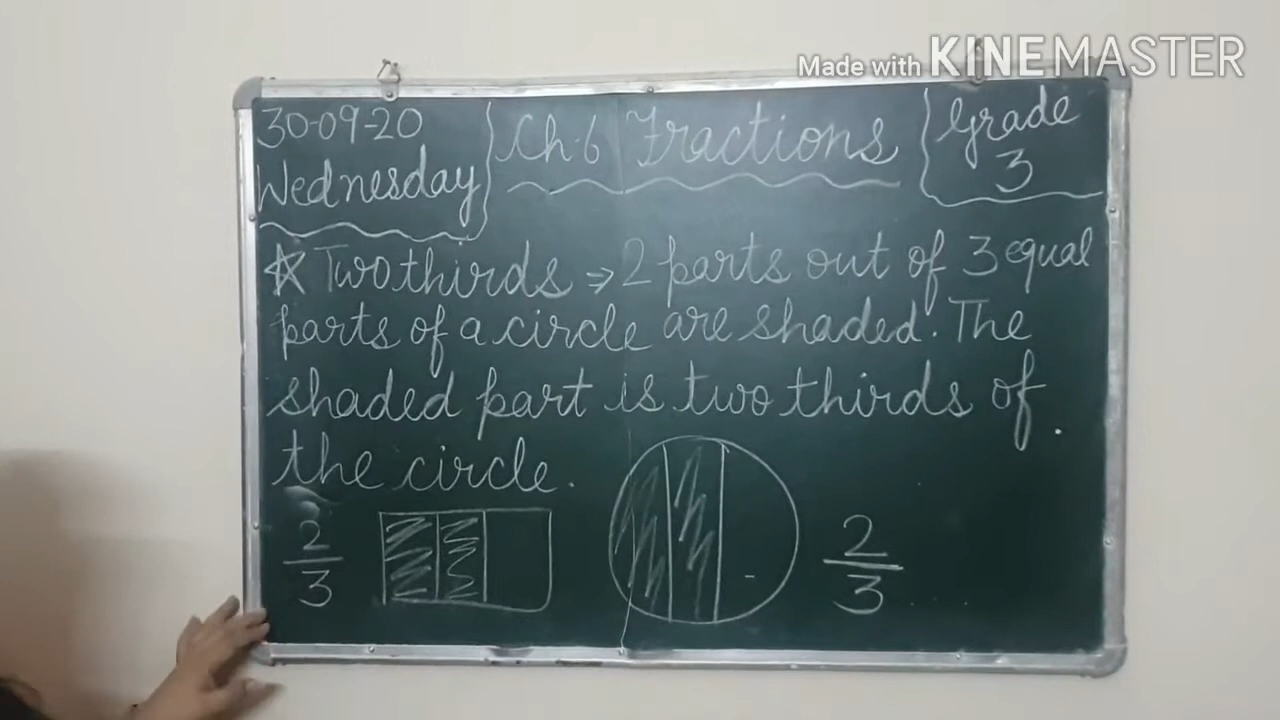 Made with KINEMASTER
30-09-20
Wednesday
Ch.6 Fractions
Grade
3
☆ Two thirds ⇒ 2 parts out of 3 equal
parts of a circle are shaded. The
shaded part is two thirds of
the circle.
2
3
2
3